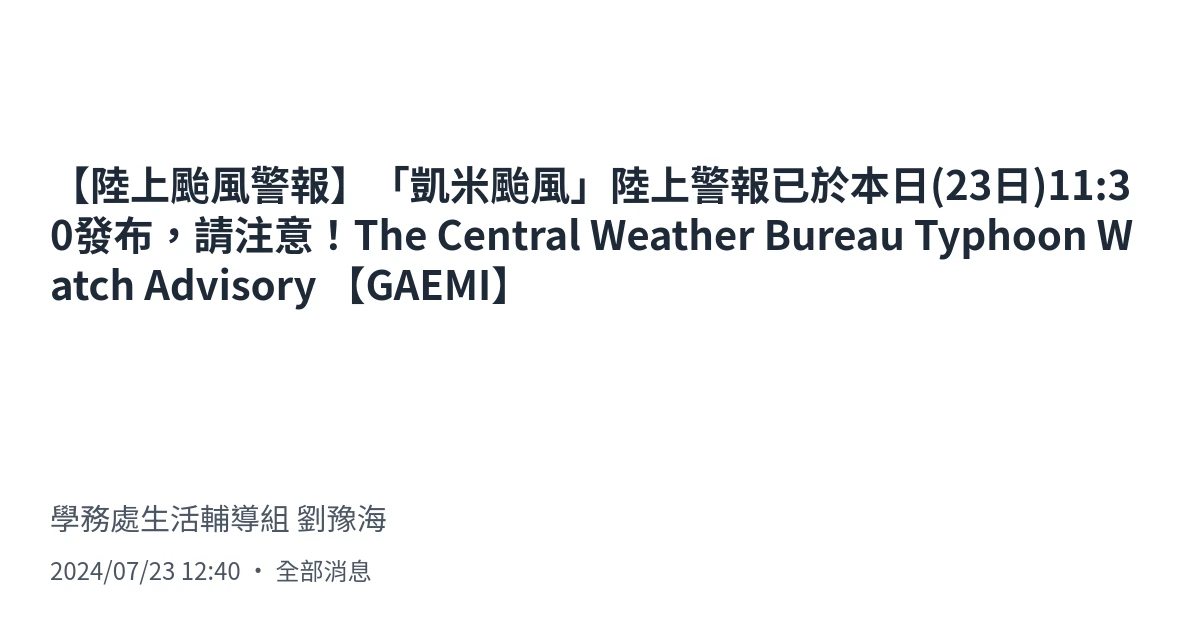 【陸上颱風警報】「凱米颱風」陸上警報已於本日(23日)11:3
0發布，請注意！The Central Weather Bureau Typhoon W
atch Advisory 【GAEMI】
學務處生活輔導組 劉豫海
2024/07/23 12:40 ・ 全部消息